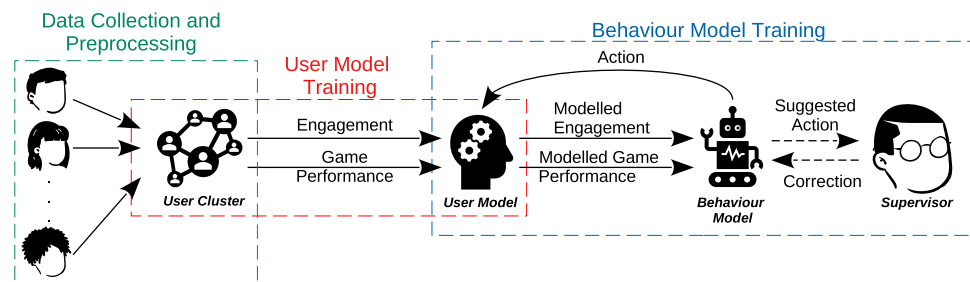 Data Collection and
Preprocessing
User Model
Training
Behaviour Model Training
Action
Engagement
Game
Performance
Modelled
Engagement
Modelled Game
Performance
Suggested
Action
Correction
User Cluster
User Model
Behaviour
Model
Supervisor